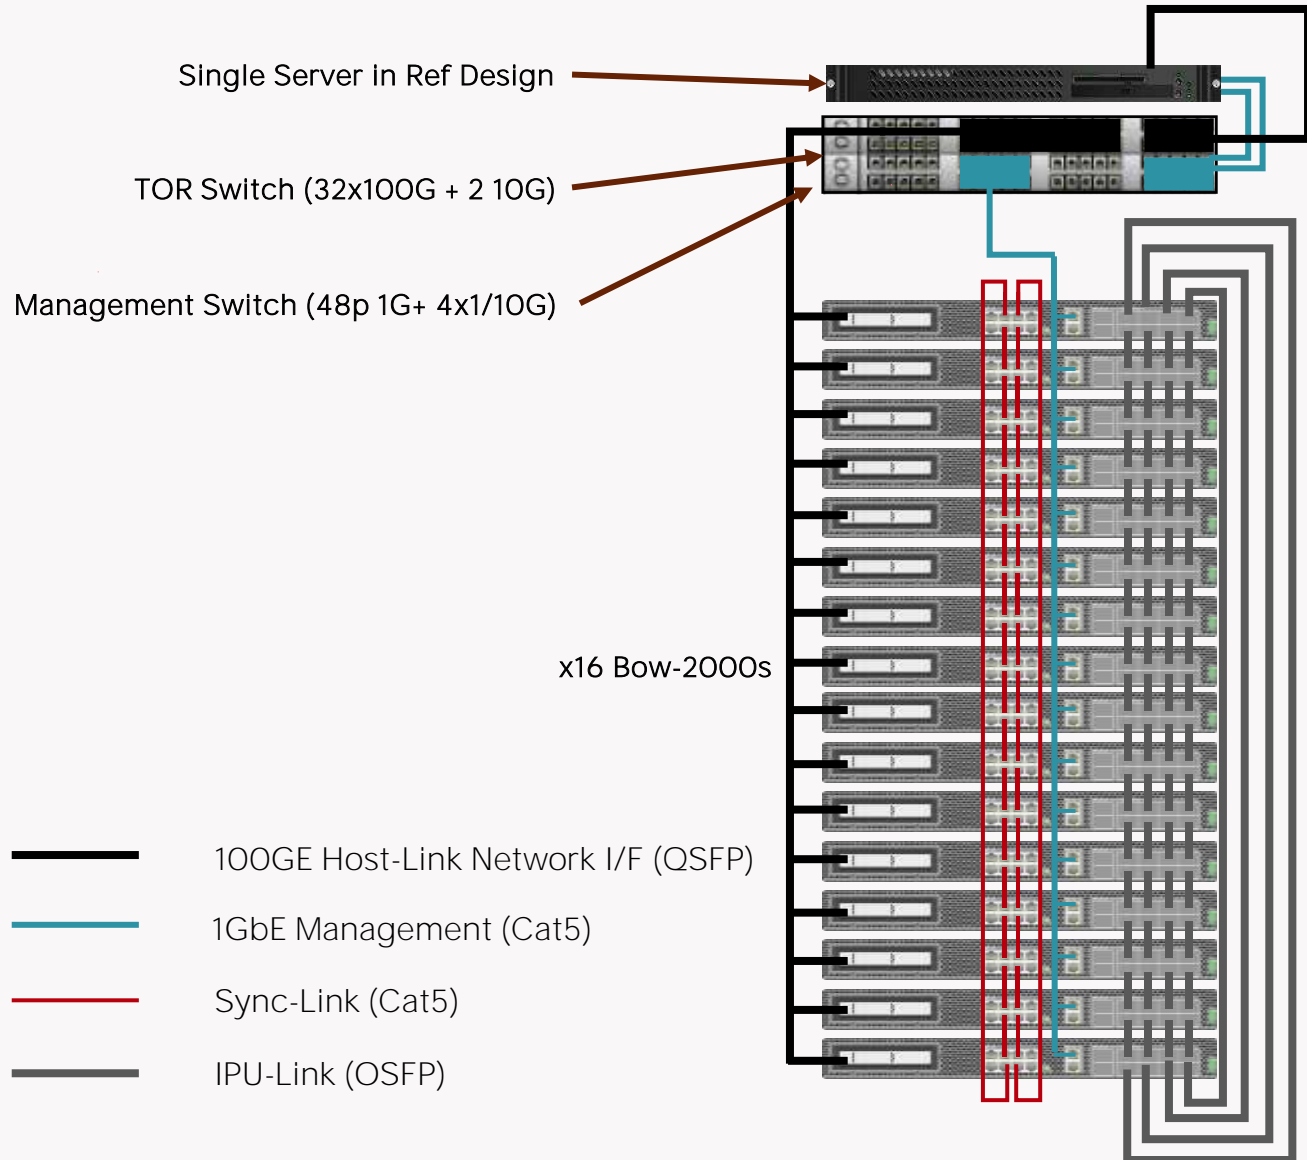 Single Server in Ref Design
TOR Switch (32x100G + 2 10G)
Management Switch (48p 1G+ 4x1/10G)
x16 Bow-2000s
100GE Host-Link Network I/F (QSFP)
1GbE Management (Cat5)
Sync-Link (Cat5)
IPU-Link (OSFP)